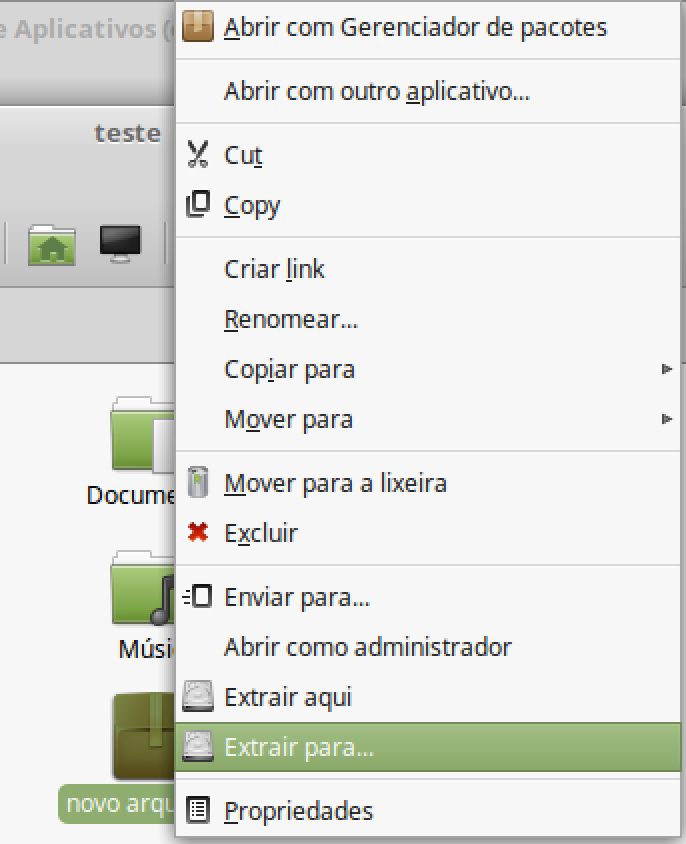 e Aplicativos (
Abrir com Gerenciador de pacotes
Abrir com outro aplicativo...
teste
Cut
Copy
Criar link
Renomear...
Copiar para
Mover para
Mover para a lixeira
Docume
Excluir
Enviar para...
Músi
Abrir como administrador
Extrair aqui
Extrair para...
novo arqu
Propriedades